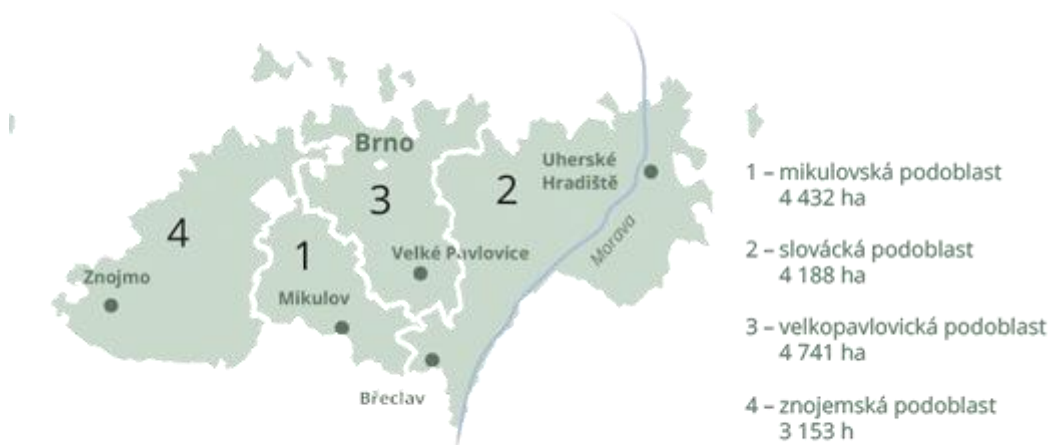 Brno
Uherské
Hradiště
2
3
4
1
Morava
Velké Pavlovice
Znojmo
Mikulov
Břeclav
1 – mikulovská podoblast
4 432 ha
2 – slovácká podoblast
4 188 ha
3 – velkopavlovická podoblast
4 741 ha
4 – znojemská podoblast
3 153 h